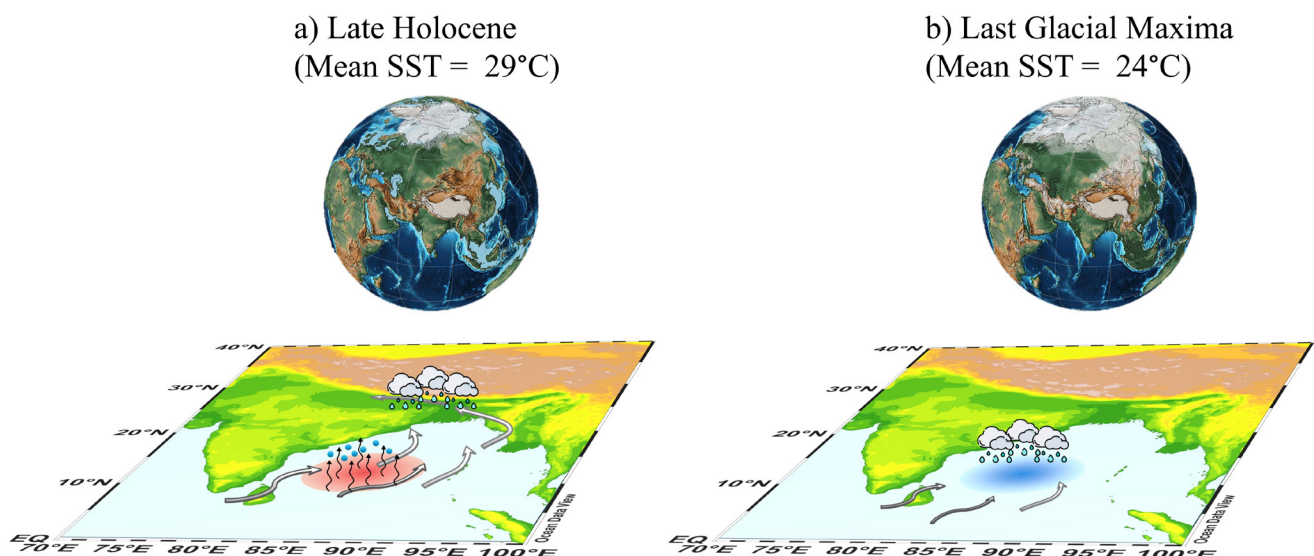 a) Late Holocene
(Mean SST =  29°C)
b) Last Glacial Maxima
(Mean SST =  24°C)
40°N
30°N
20°N
10°N
EQ
70°E
75°E
80°E
85°E
90°E
95°E
100°E
Ocean Data View
40°N
30°N
20°N
10°N
EQ
70°E
75°E
80°E
85°E
90°E
95°E
100°E
Ocean Data View